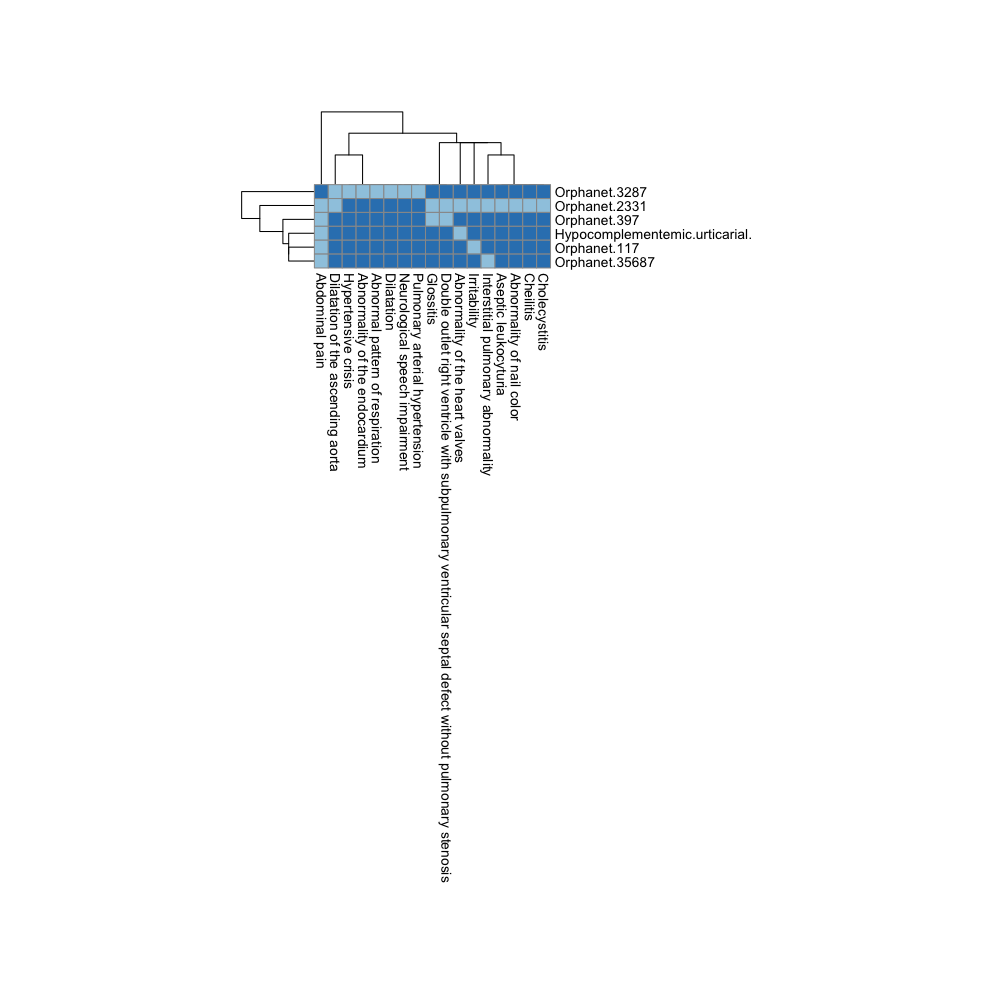 Orphanet.3287
Orphanet.2331
Orphanet.397
Hypocomplementemic.urticarial.
Orphanet.117
Orphanet.35687
Abdominal pain
Dilatation of the ascending aorta
Hypertensive crisis
Abnormality of the endocardium
Abnormal pattern of respiration
Dilatation
Neurological speech impairment
Pulmonary arterial hypertension
Glossitis
Double outlet right ventricle with subpulmonary ventricular septal defect without pulmonary stenosis
Abnormality of the heart valves
Irritability
Interstitial pulmonary abnormality
Aseptic leukocyturia
Abnormality of nail color
Cheilitis
Cholecystitis